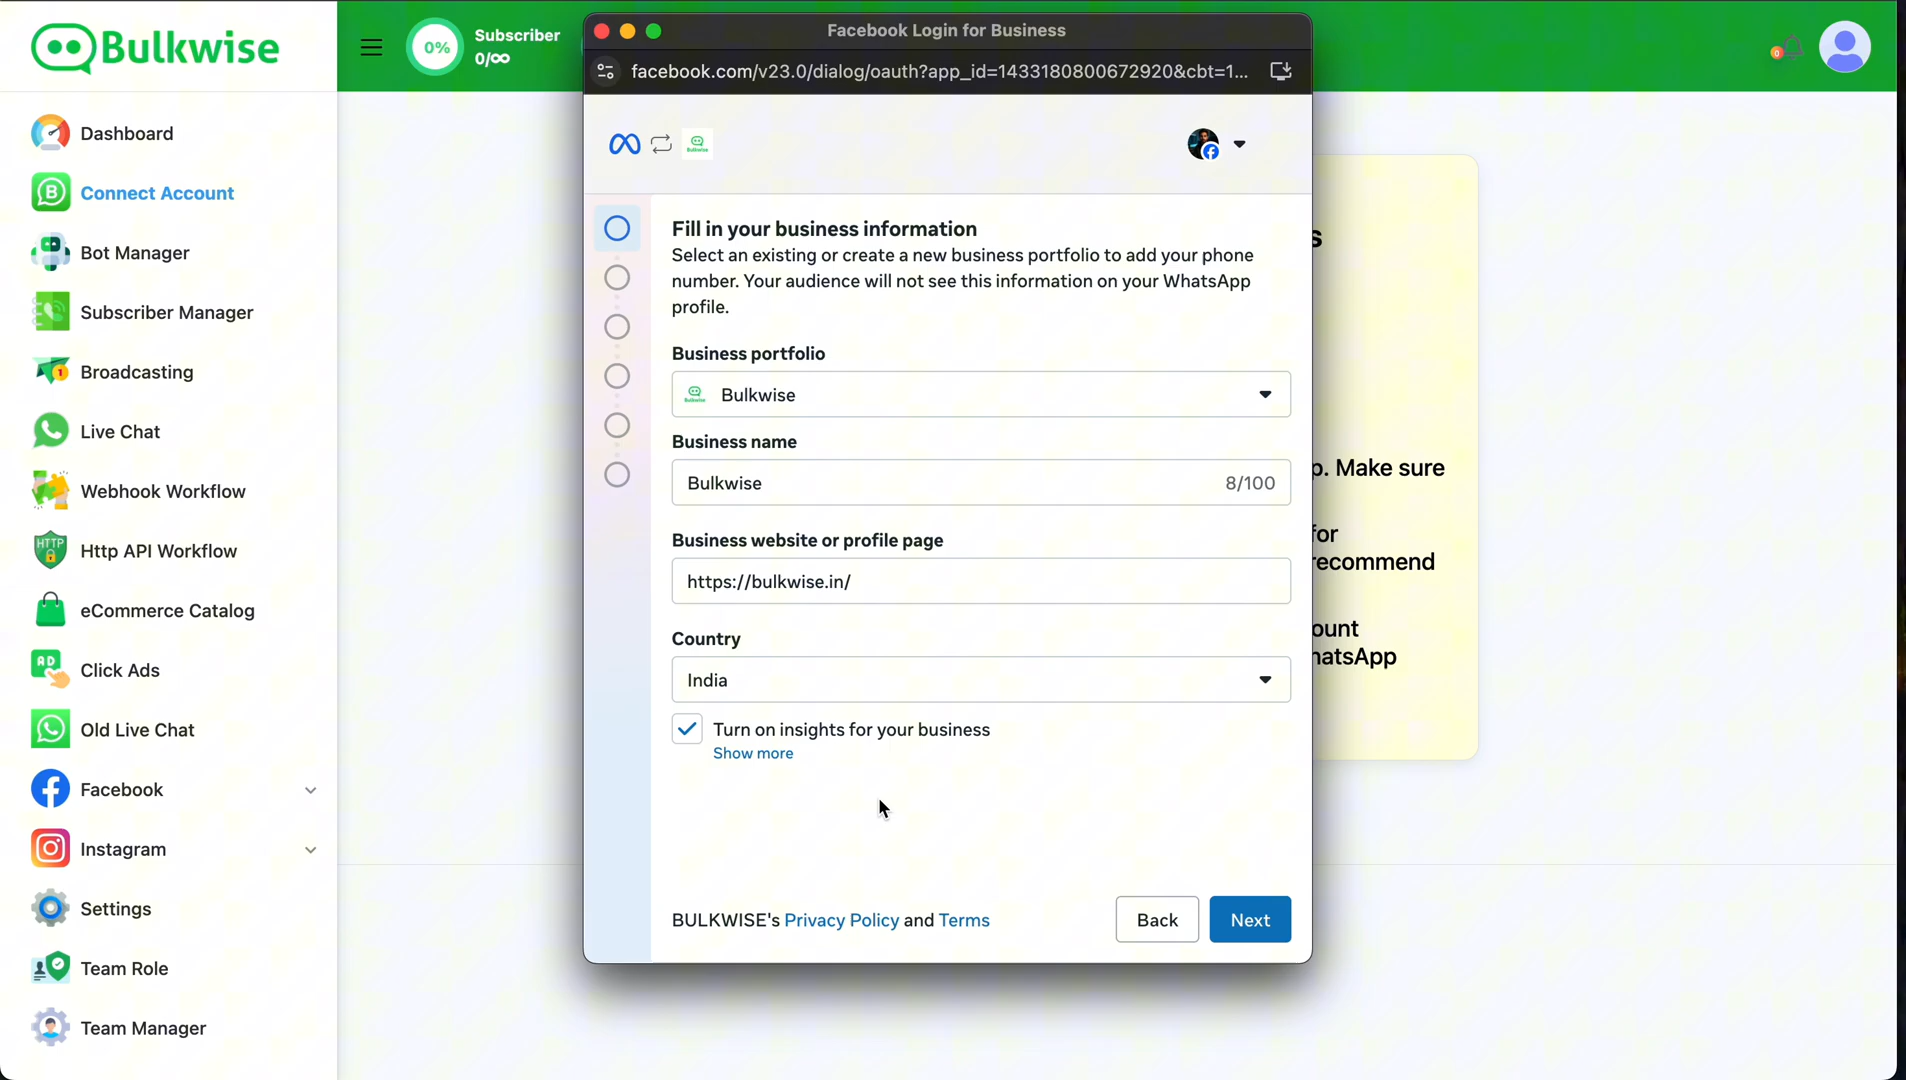 Bulkwise
Dashboard
Connect Account
Bot Manager
Subscriber Manager
Broadcasting
Live Chat
Webhook Workflow
Http API Workflow
HTTP
eCommerce Catalog
Click Ads
AD
Old Live Chat
Facebook
Instagram
Settings
Team Role
Team Manager
0%
Subscriber
0/∞
0
Facebook Login for Business
facebook.com/v23.0/dialog/oauth?app_id=1433180800672920&cbt=1...
Bulkwise
Fill in your business information
Select an existing or create a new business portfolio to add your phone
number. Your audience will not see this information on your WhatsApp
profile.
Business portfolio
Bulkwise
Business name
Bulkwise 8/100
Business website or profile page
https://bulkwise.in/
Country
India
Turn on insights for your business
Show more
BULKWISE's Privacy Policy and Terms
Back
Next
s
p. Make sure
for
recommend
ount
hatsApp